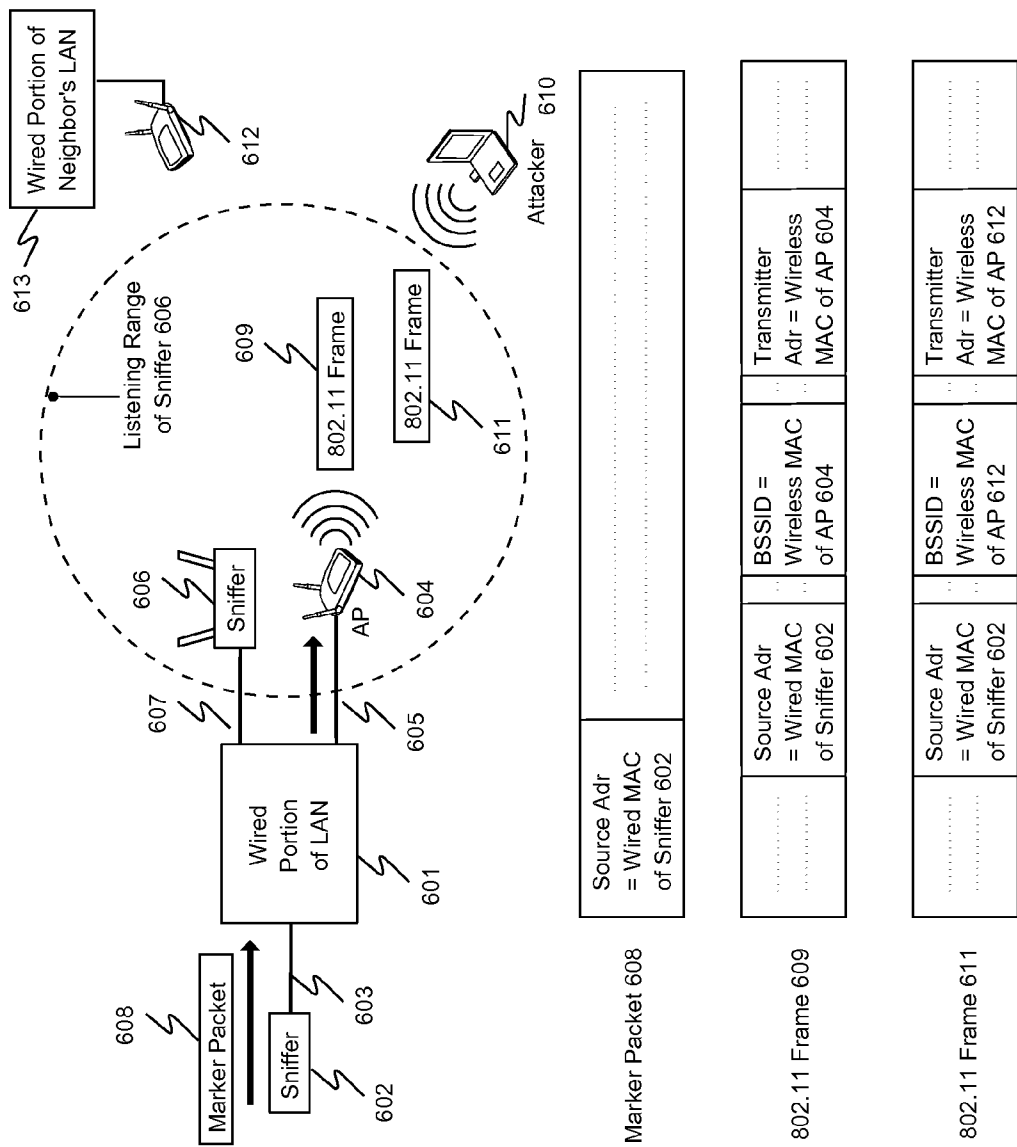 608
Marker Packet
Sniffer
602
603
Wired
Portion
of LAN
601
607
605
606
Sniffer
AP
604
Listening Range
of Sniffer 606
609
802.11 Frame
802.11 Frame
611
613
Wired Portion of
Neighbor's LAN
612
610
Attacker
Marker Packet 608
Source Adr
= Wired MAC
of Sniffer 602
802.11 Frame 609
Source Adr
= Wired MAC
of Sniffer 602
BSSID =
Wireless MAC
of AP 604
Transmitter
Adr = Wireless
MAC of AP 604
802.11 Frame 611
Source Adr
= Wired MAC
of Sniffer 602
BSSID =
Wireless MAC
of AP 612
Transmitter
Adr = Wireless
MAC of AP 612